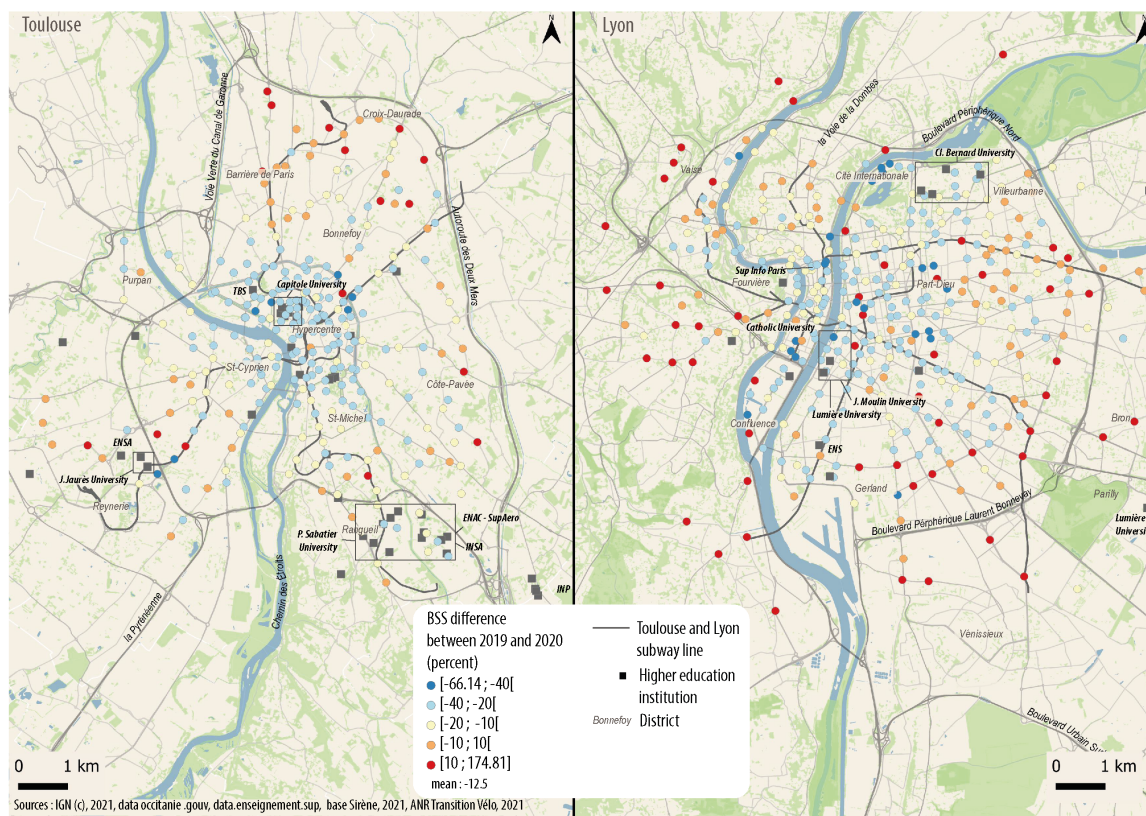 Toulouse
N
Croix-Daurade
Voie Verte du Canal de Garonne
Barrière de Paris
Autoroute des Deux Mers
Bonnefoy
Purpan
TBS
Capitole University
Hypercentre
St-Cyprien
Côte-Pavée
St-Michel
ENSA
J.Jaurès University
Reynerie
ENAC - SupAero
P. Sabatier
University
Rangueil
INSA
INP
Chemin des Etroits
la Pyrénéenne
0 1 km
Sources : IGN (c), 2021, data occitanie .gouv, data.enseignement.sup, base Sirène, 2021, ANR Transition Vélo, 2021
BSS difference
between 2019 and 2020
(percent)
[-66.14 ; -40[
[-40 ; -20[
[-20 ; -10[
[-10 ; 10[
[10 ; 174.81]
mean : -12.5
Toulouse and Lyon
subway line
Higher education
institution
Bonnefoy District
Lyon
la Voie de la Dombes
Boulevard Périphérique Nord
Cl. Bernard University
Vaise
Cité Internationale
Villeurbanne
Sup Info Paris
Fourvière
Part-Dieu
Catholic University
J. Moulin University
Lumière University
Confluence
Bron
ENS
Gerland
Parilly
Boulevard Périphérique Laurent Bonnevay
Lumière
Universi
Vénissieux
Boulevard Urbain Su
0 1 km